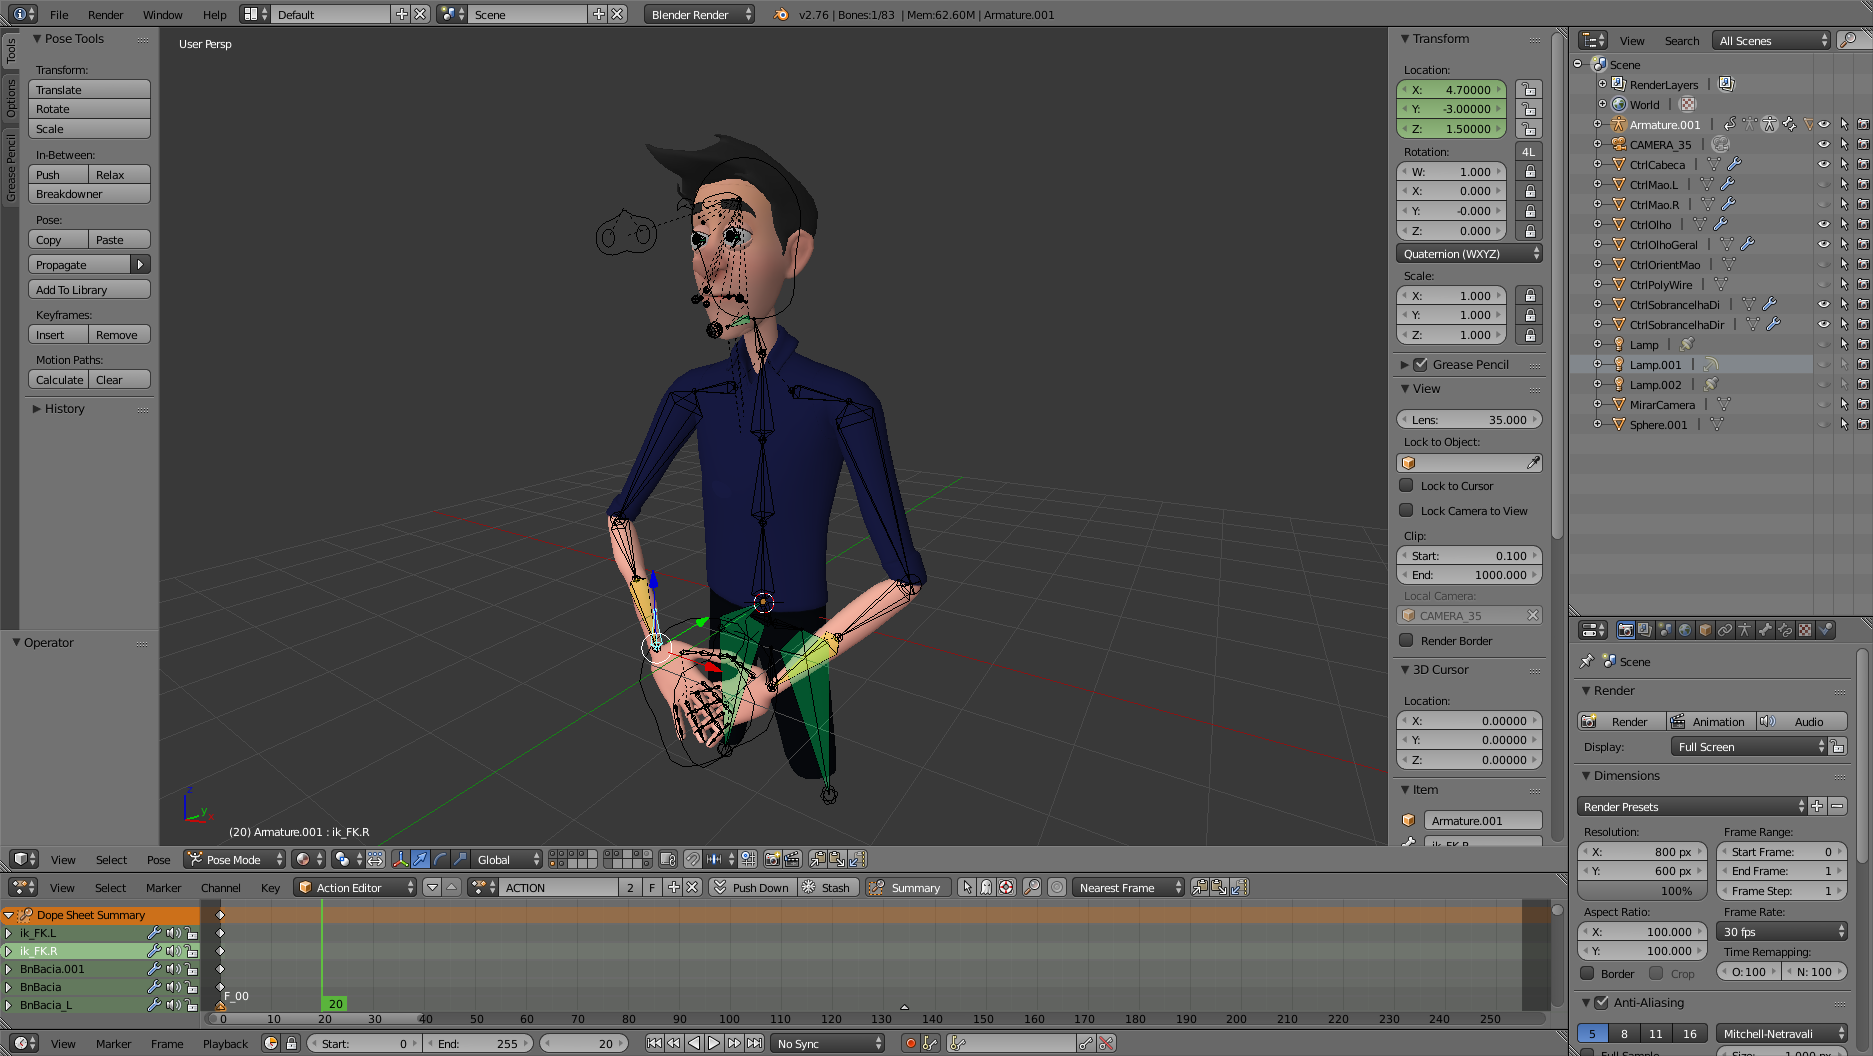 File Render Window Help Default Scene Blender Render v2.76 | Bones:1/83 | Mem:62.60M | Armature.001
Tools
Options
Grease Pencil
Pose Tools
Transform:
Translate
Rotate
Scale
In-Between:
Push Relax
Breakdowner
Pose:
Copy Paste
Propagate
Add To Library
Keyframes:
Insert Remove
Motion Paths:
Calculate Clear
History
Operator
User Persp
z
y
x
(20) Armature.001 : ik_FK.R
Transform
Location:
X: 4.70000
Y: -3.00000
Z: 1.50000
Rotation: 4L
W: 1.000
X: 0.000
Y: -0.000
Z: 0.000
Quaternion (WXYZ)
Scale:
X: 1.000
Y: 1.000
Z: 1.000
Grease Pencil
View
Lens: 35.000
Lock to Object:
Lock to Cursor
Lock Camera to View
Clip:
Start: 0.100
End: 1000.000
Local Camera:
CAMERA_35
Render Border
3D Cursor
Location:
X: 0.00000
Y: 0.00000
Z: 0.00000
Item
Armature.001
ik_FK.R
View Search All Scenes
Scene
RenderLayers |
World |
Armature.001 |
CAMERA_35 |
CtrlCabeca |
CtrlMao.L |
CtrlMao.R |
CtrlOlho |
CtrlOlhoGeral |
CtrlOrientMao |
CtrlPolyWire |
CtrlSobrancelhaDi |
CtrlSobrancelhaDir |
Lamp |
Lamp.001 |
Lamp.002 |
MirarCamera |
Sphere.001 |
Scene
Render
Render Animation Audio
Display: Full Screen
Dimensions
Render Presets
Resolution: Frame Range:
X: 800 px Start Frame: 0
Y: 600 px End Frame: 1
100% Frame Step: 1
Aspect Ratio: Frame Rate:
X: 100.000 30 fps
Y: 100.000 Time Remapping:
Border Crop O:100 N: 100
Anti-Aliasing
5 8 11 16 Mitchell-Netravali
Full Sample Size: 1.000 px
View Select Pose Pose Mode Global
View Select Marker Channel Key Action Editor ACTION 2 F Push Down Stash Summary Nearest Frame
Dope Sheet Summary
ik_FK.L
ik_FK.R
BnBacia.001
BnBacia
BnBacia_L
F_00
20
0 10 20 30 40 50 60 70 80 90 100 110 120 130 140 150 160 170 180 190 200 210 220 230 240 250
View Marker Frame Playback Start: 0 End: 255 20 No Sync